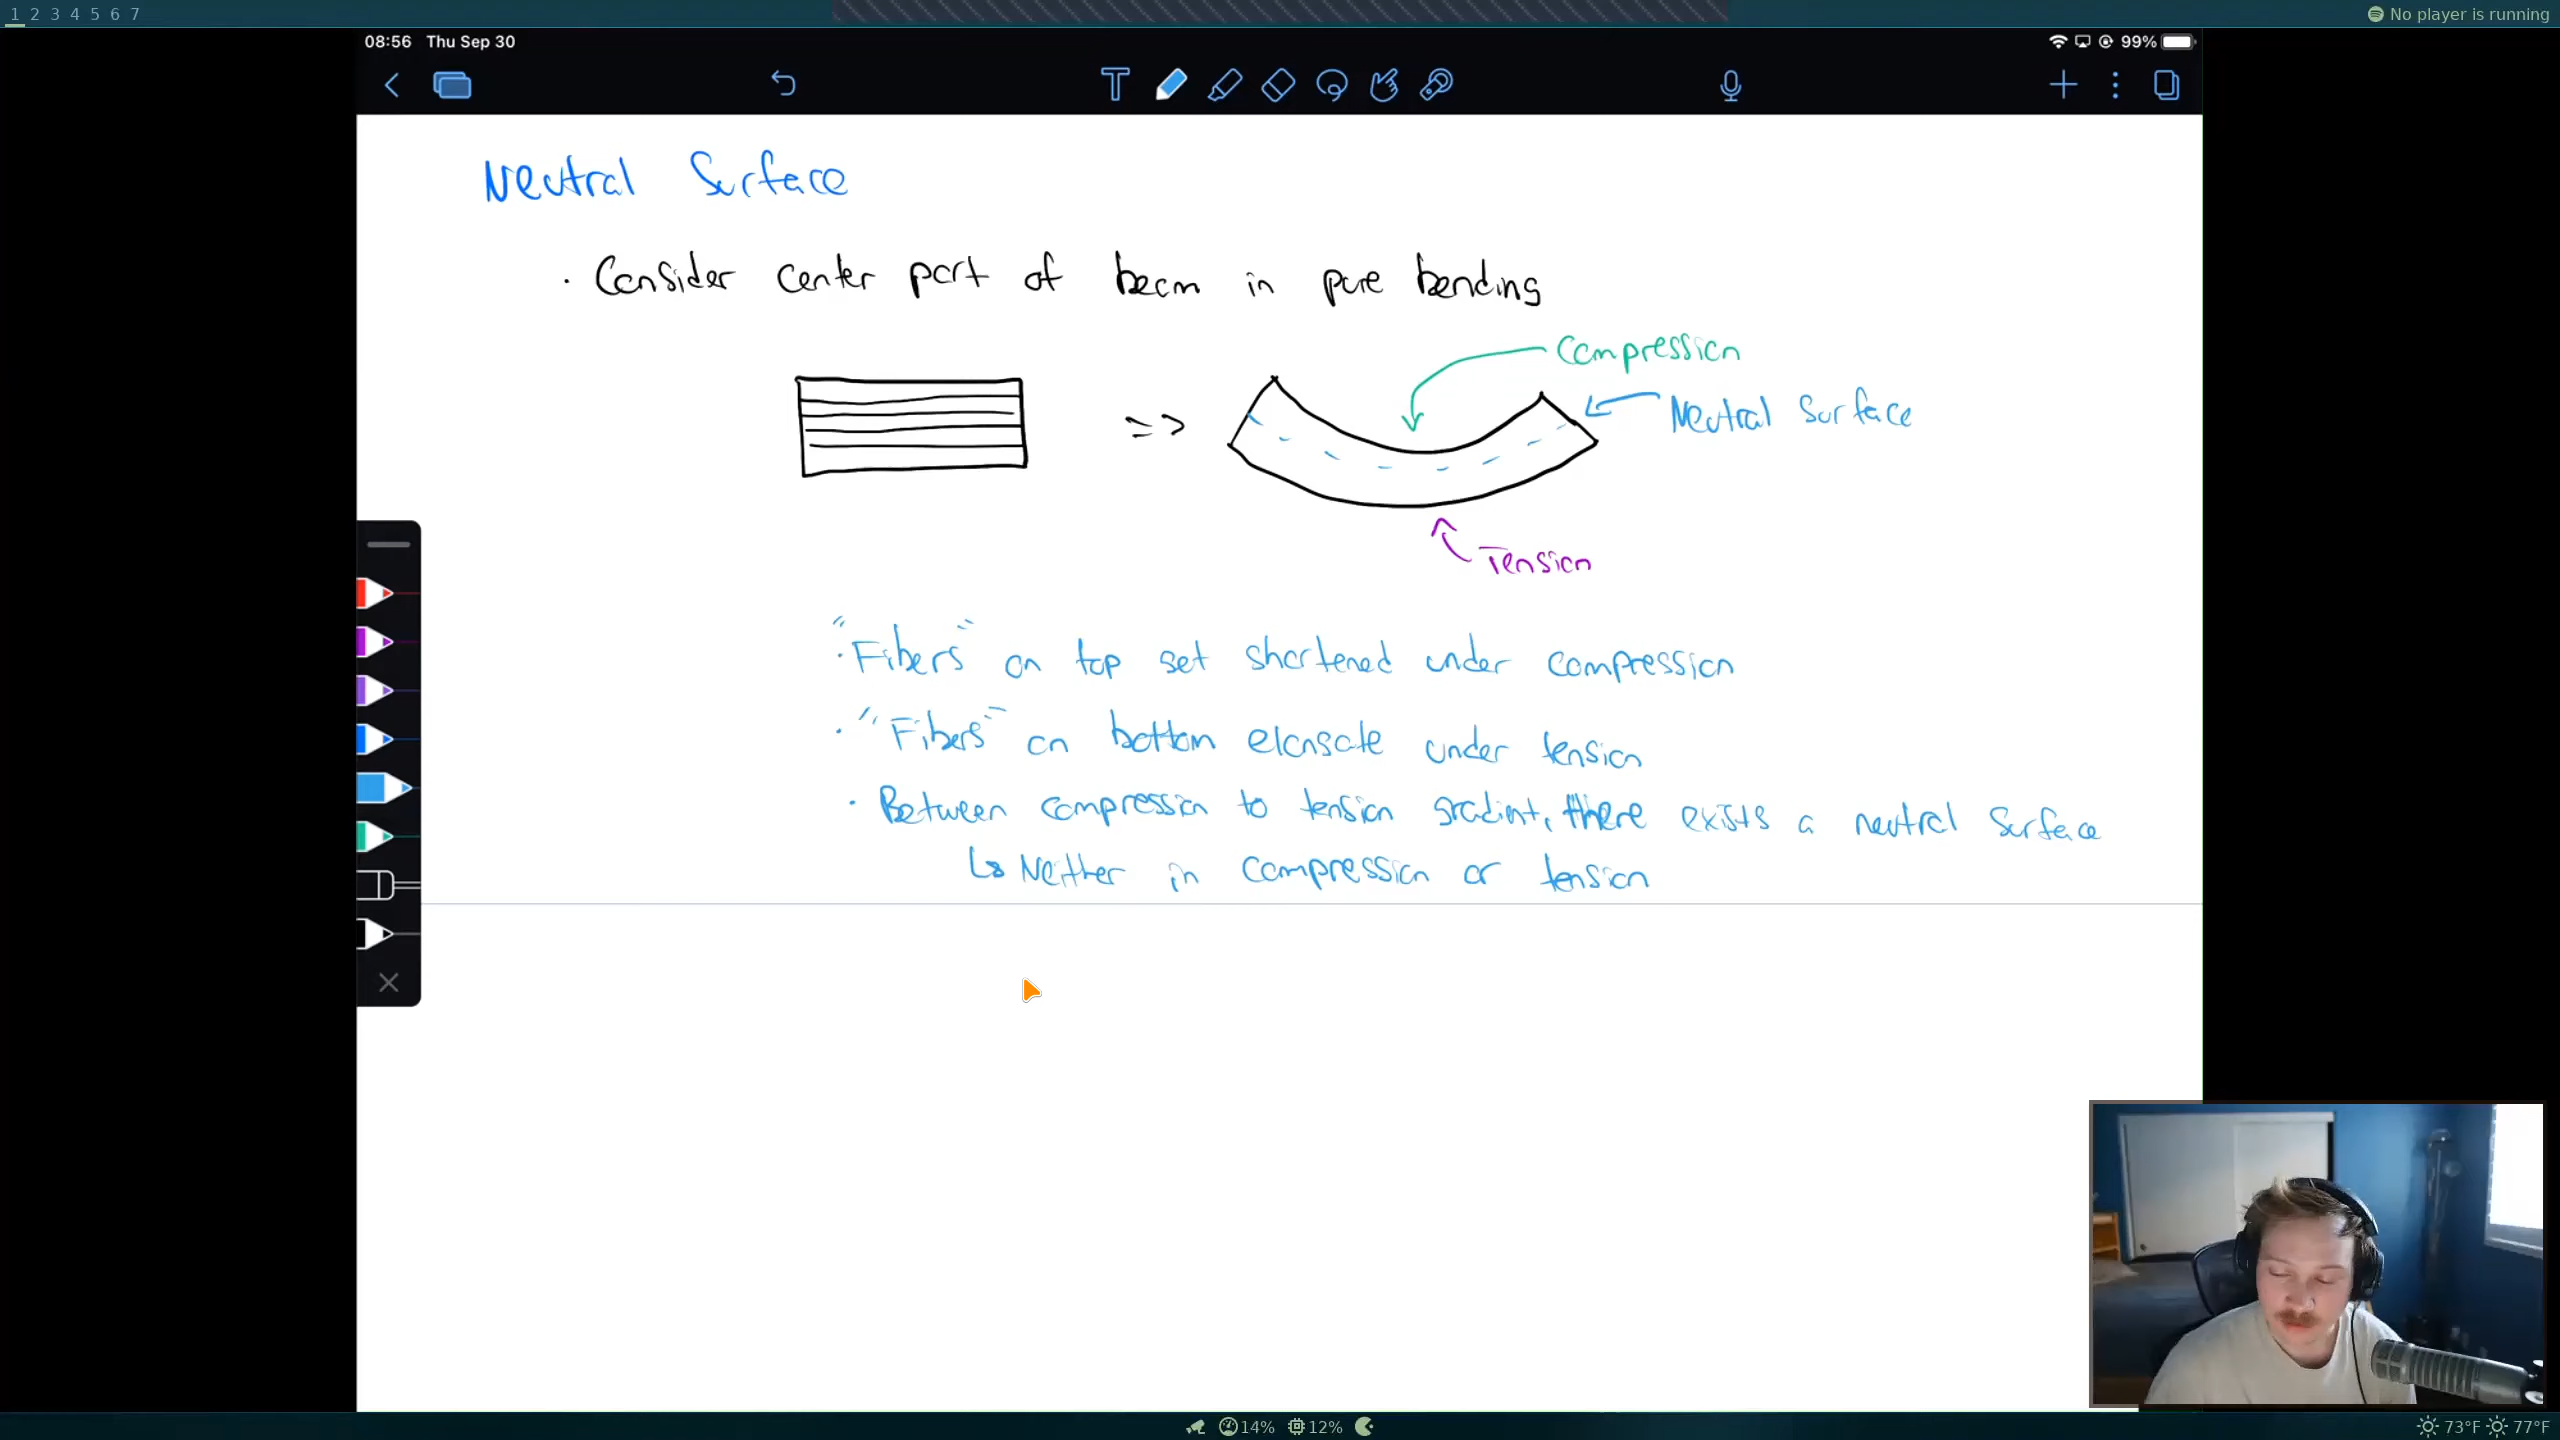 1 2 3 4 5 6 7
No player is running
08:56 Thu Sep 30
99%
Neutral Surface
· Consider center part of beam in pure bending
Compression
=>
Neutral Surface
Tension
· "Fibers" on top get shortened under compression
· "Fibers" on bottom elongate under tension
· Between compression to tension gradint, there exists a neutral surface
↳ Neither in compression or tension
14% 12%
73°F 77°F